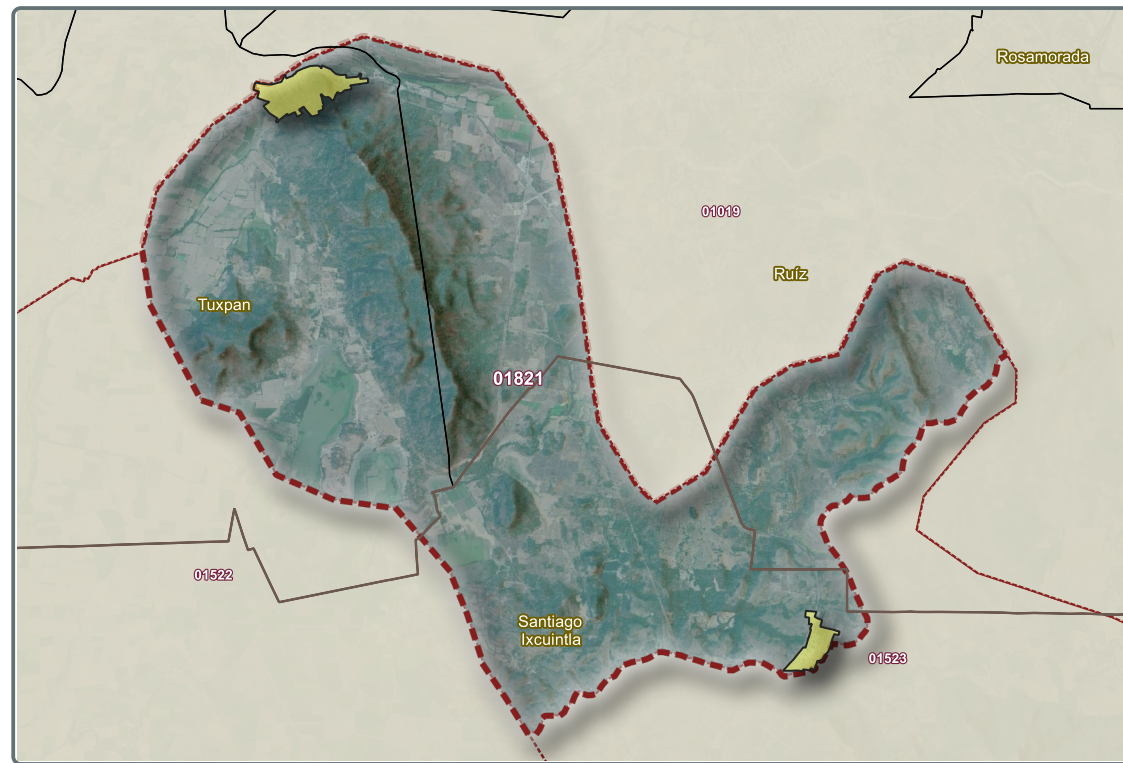 Rosamorada
01019
Ruíz
Tuxpan
01821
01522
Santiago
Ixcuintla
01523